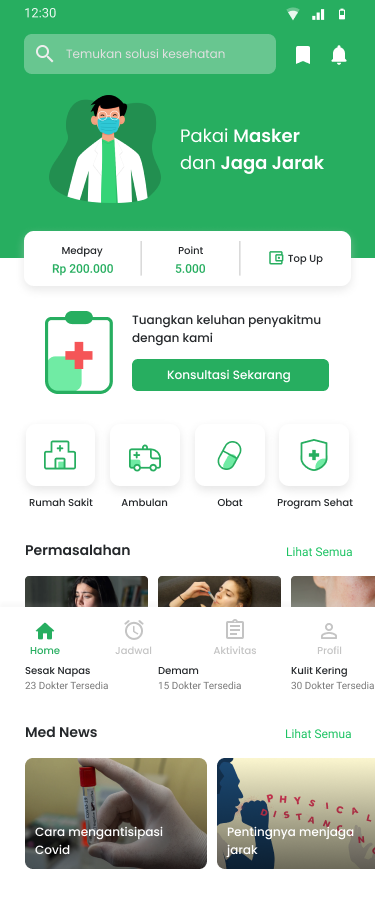 12:30
Temukan solusi kesehatan
Pakai Masker
dan Jaga Jarak
Medpay
Rp 200.000
Point
5.000
Top Up
Tuangkan keluhan penyakitmu
dengan kami
Konsultasi Sekarang
Rumah Sakit
Ambulan
Obat
Program Sehat
Permasalahan
Lihat Semua
Home
Jadwal
Aktivitas
Profil
Sesak Napas
23 Dokter Tersedia
Demam
15 Dokter Tersedia
Kulit Kering
30 Dokter Tersedia
Med News
Lihat Semua
Cara mengantisipasi
Covid
PHYSICAL
DISTANC
Pentingnya menjaga
jarak